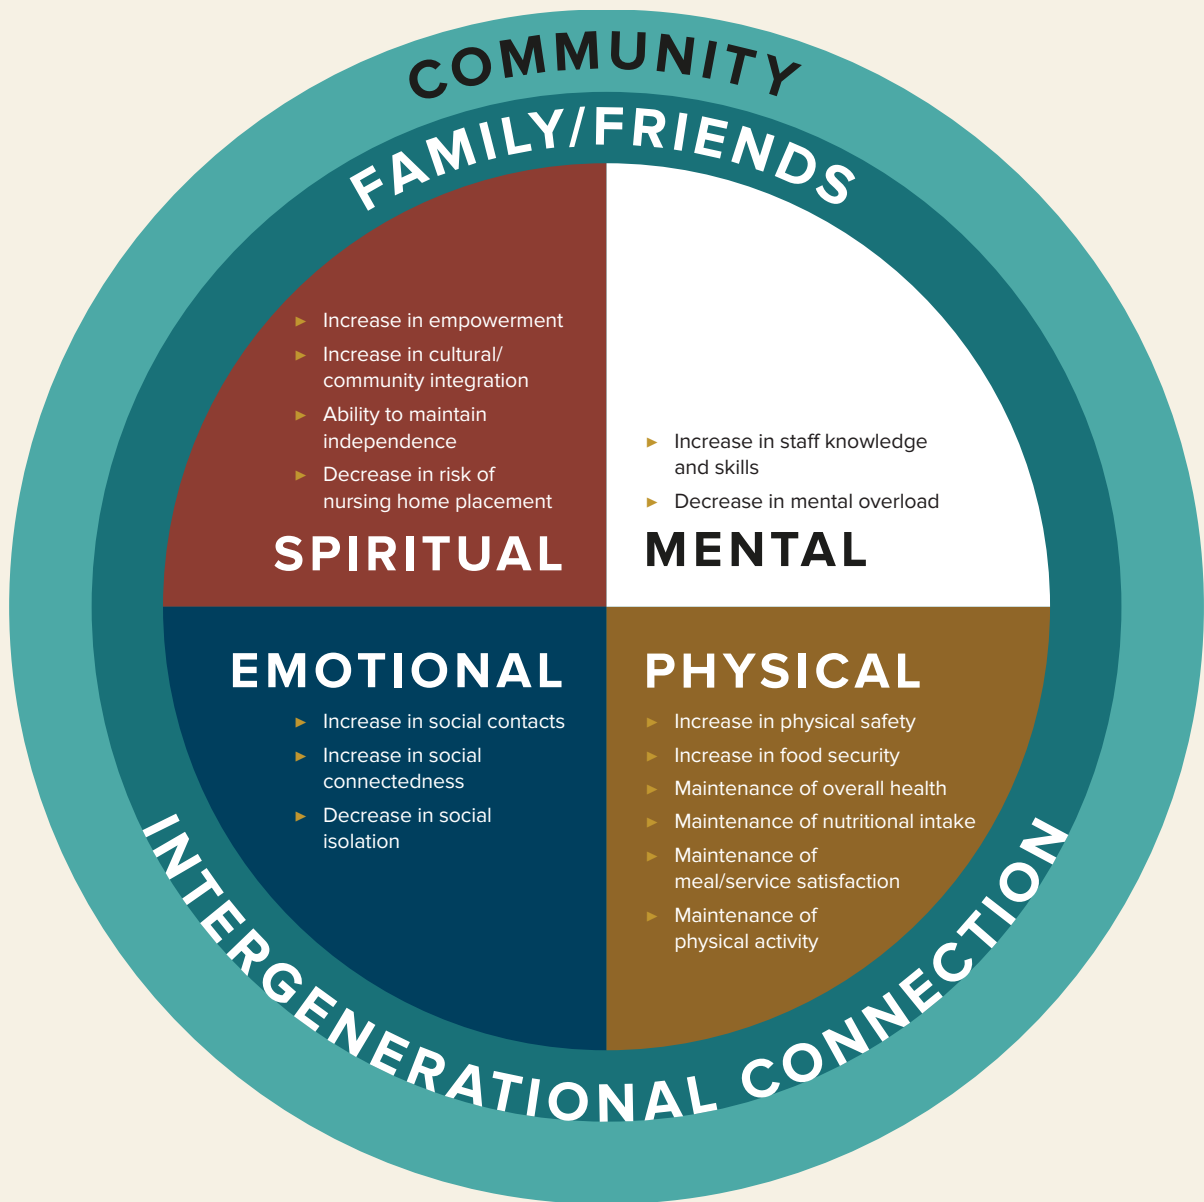 COMMUNITY
FAMILY/FRIENDS
► Increase in empowerment
► Increase in cultural/
community integration
► Ability to maintain
independence
► Decrease in risk of
nursing home placement
SPIRITUAL
► Increase in staff knowledge
and skills
► Decrease in mental overload
MENTAL
EMOTIONAL
► Increase in social contacts
► Increase in social
connectedness
► Decrease in social
isolation
PHYSICAL
► Increase in physical safety
► Increase in food security
► Maintenance of overall health
► Maintenance of nutritional intake
► Maintenance of
meal/service satisfaction
► Maintenance of
physical activity
INTERGENERATIONAL CONNECTION